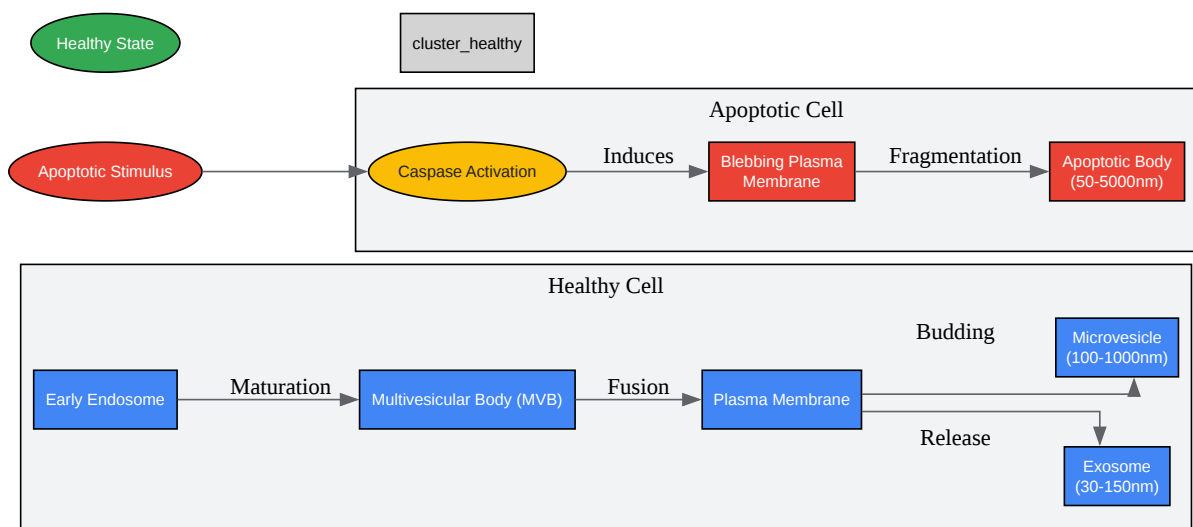 Healthy State
cluster_healthy
Apoptotic Cell
Apoptotic Stimulus
Caspase Activation
Induces
Blebbing Plasma
Membrane
Fragmentation
Apoptotic Body
(50-5000nm)
Healthy Cell
Early Endosome
Maturation
Multivesicular Body (MVB)
Fusion
Plasma Membrane
Budding
Microvesicle
(100-1000nm)
Release
Exosome
(30-150nm)